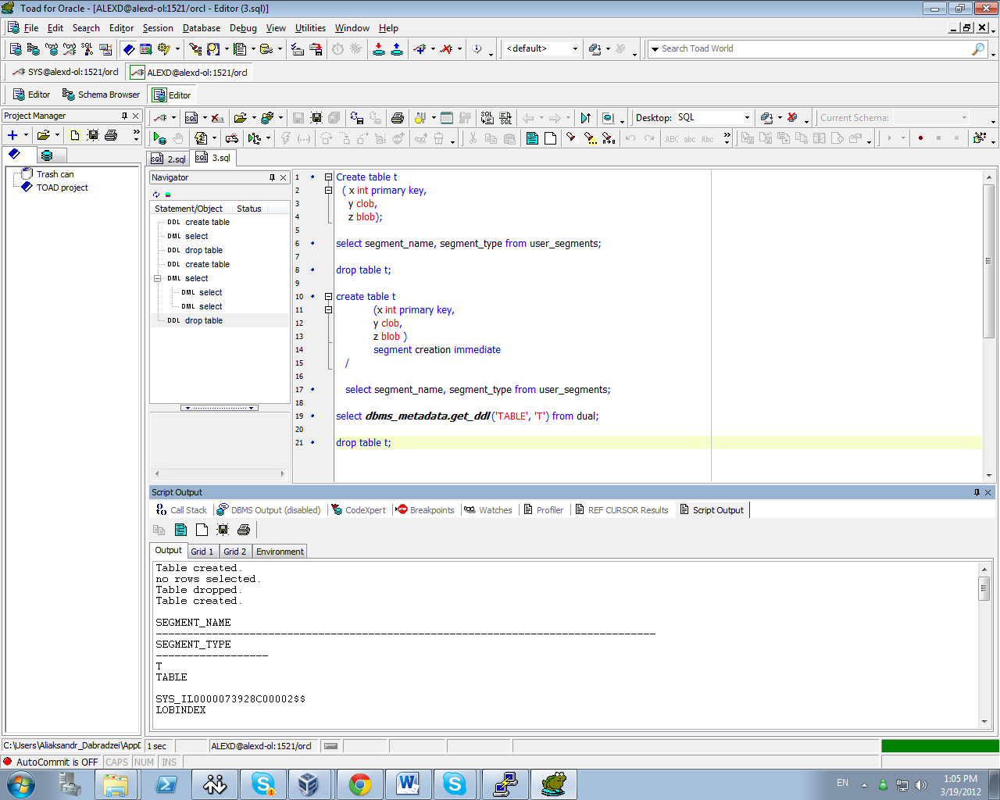 Toad for Oracle - [ALEXD@alexd-ol:1521/orcl - Editor (3.sql)]
File Edit Search Editor Session Database Debug View Utilities Window Help
<default>
Search Toad World
SYS@alexd-ol:1521/orcl ALEXD@alexd-ol:1521/orcl
Editor Schema Browser Editor
Project Manager
Desktop: SQL
Current Schema:
Trash can
TOAD project
2.sql 3.sql
Navigator
Statement/Object Status
DDL create table
DML select
DDL drop table
DDL create table
DML select
DML select
DML select
DDL drop table
1 Create table t
2 ( x int primary key,
3 y clob,
4 z blob);
5
6 select segment_name, segment_type from user_segments;
7
8 drop table t;
9
10 create table t
11 (x int primary key,
12 y clob,
13 z blob )
14 segment creation immediate
15 /
16
17 select segment_name, segment_type from user_segments;
18
19 select dbms_metadata.get_ddl('TABLE', 'T') from dual;
20
21 drop table t;
Script Output
Call Stack DBMS Output (disabled) CodeXpert Breakpoints Watches Profiler REF CURSOR Results Script Output
Output Grid 1 Grid 2 Environment
Table created.
no rows selected.
Table dropped.
Table created.
SEGMENT_NAME
--------------------------------------------------------------------------------
SEGMENT_TYPE
------------------
T
TABLE
SYS_IL0000073928C00002$$
LOBINDEX
C:\Users\Aliaksandr_Dabradzei\AppD
1 sec
ALEXD@alexd-ol:1521/orcl
AutoCommit is OFF CAPS NUM INS
EN
1:05 PM
3/19/2012